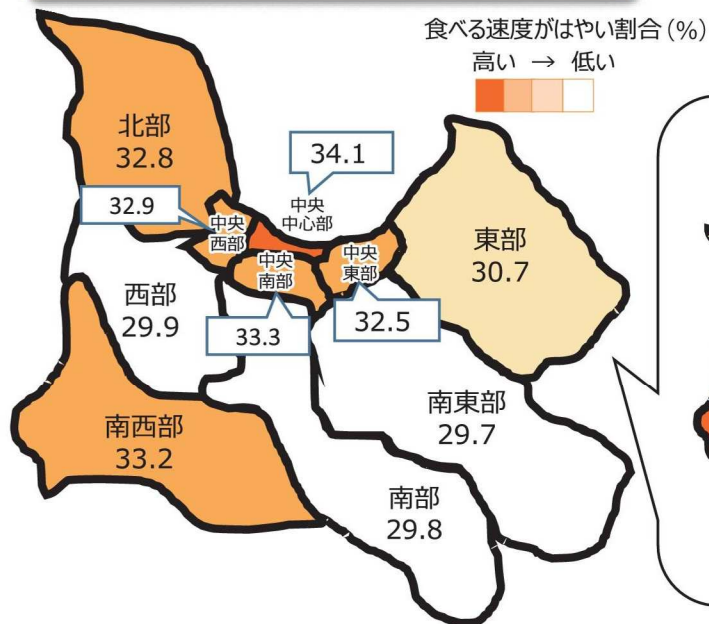 食べる速度がはやい割合(%)
高い → 低い
北部
32.8
34.1
中央
中心部
32.9
中央
西部
中央
南部
中央
東部
東部
30.7
西部
29.9
33.3
32.5
南西部
33.2
南東部
29.7
南部
29.8